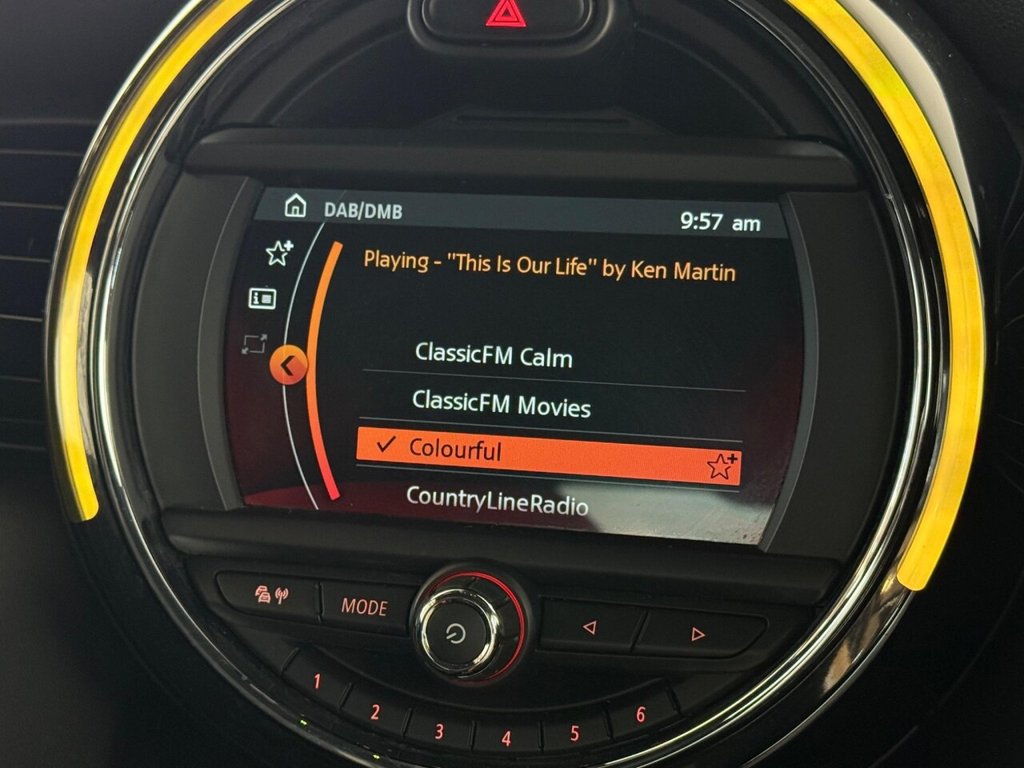 DAB/DMB 9:57 am
Playing - "This Is Our Life" by Ken Martin
ClassicFM Calm
ClassicFM Movies
Colourful
CountryLineRadio
MODE
1 2 3 4 5 6